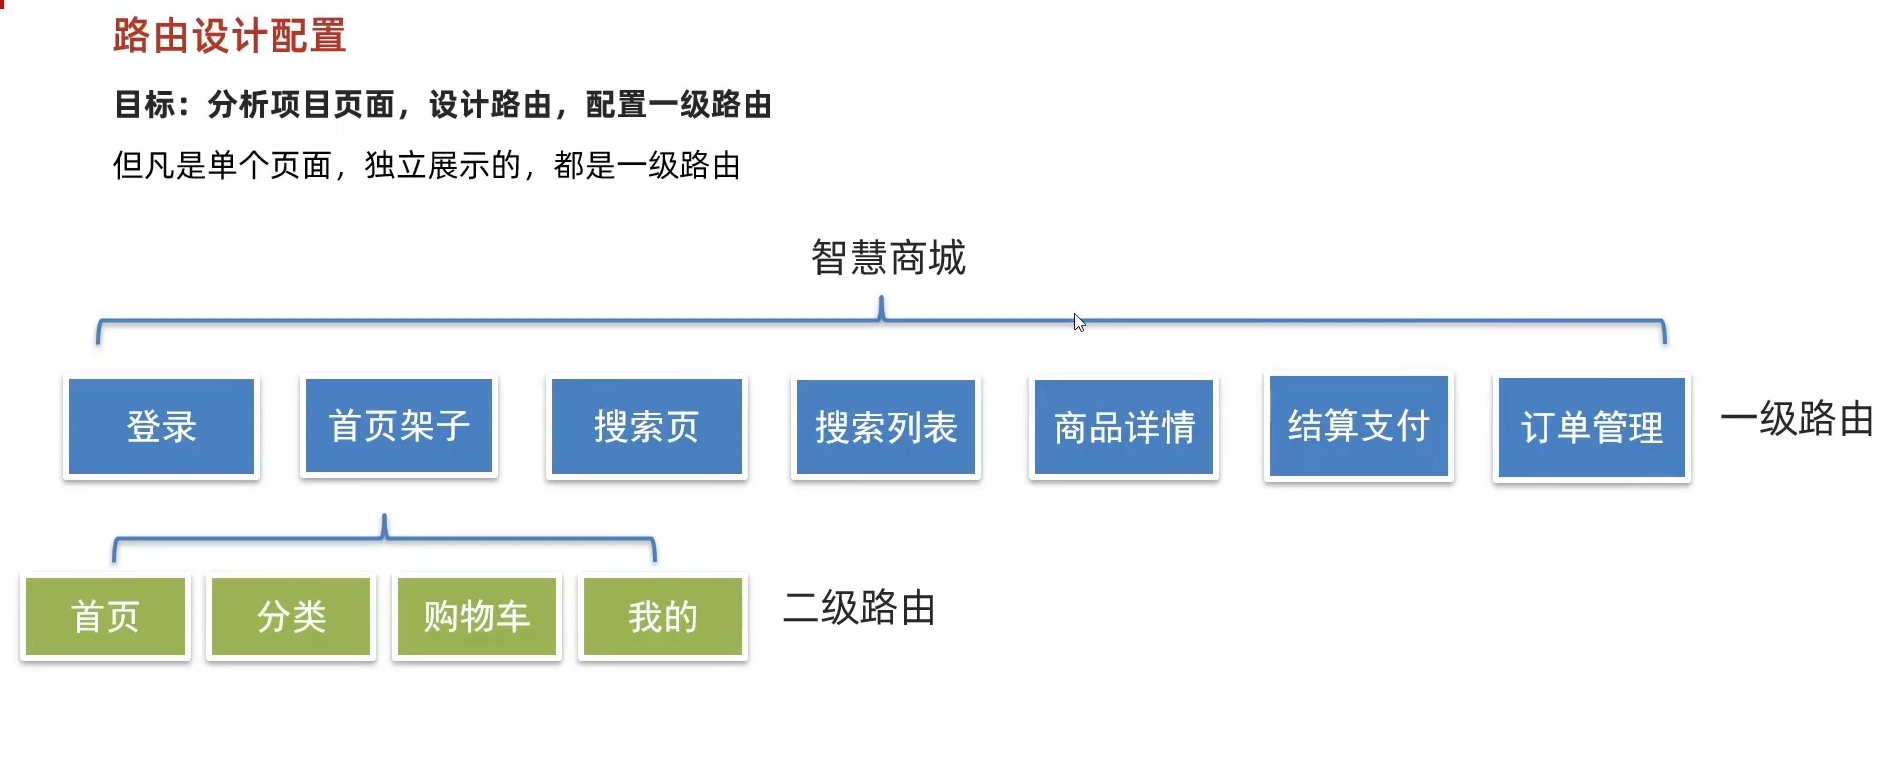 路由设计配置
目标：分析项目页面，设计路由，配置一级路由
但凡是单个页面，独立展示的，都是一级路由
智慧商城
登录
首页架子
搜索页
搜索列表
商品详情
结算支付
订单管理
一级路由
首页
分类
购物车
我的
二级路由